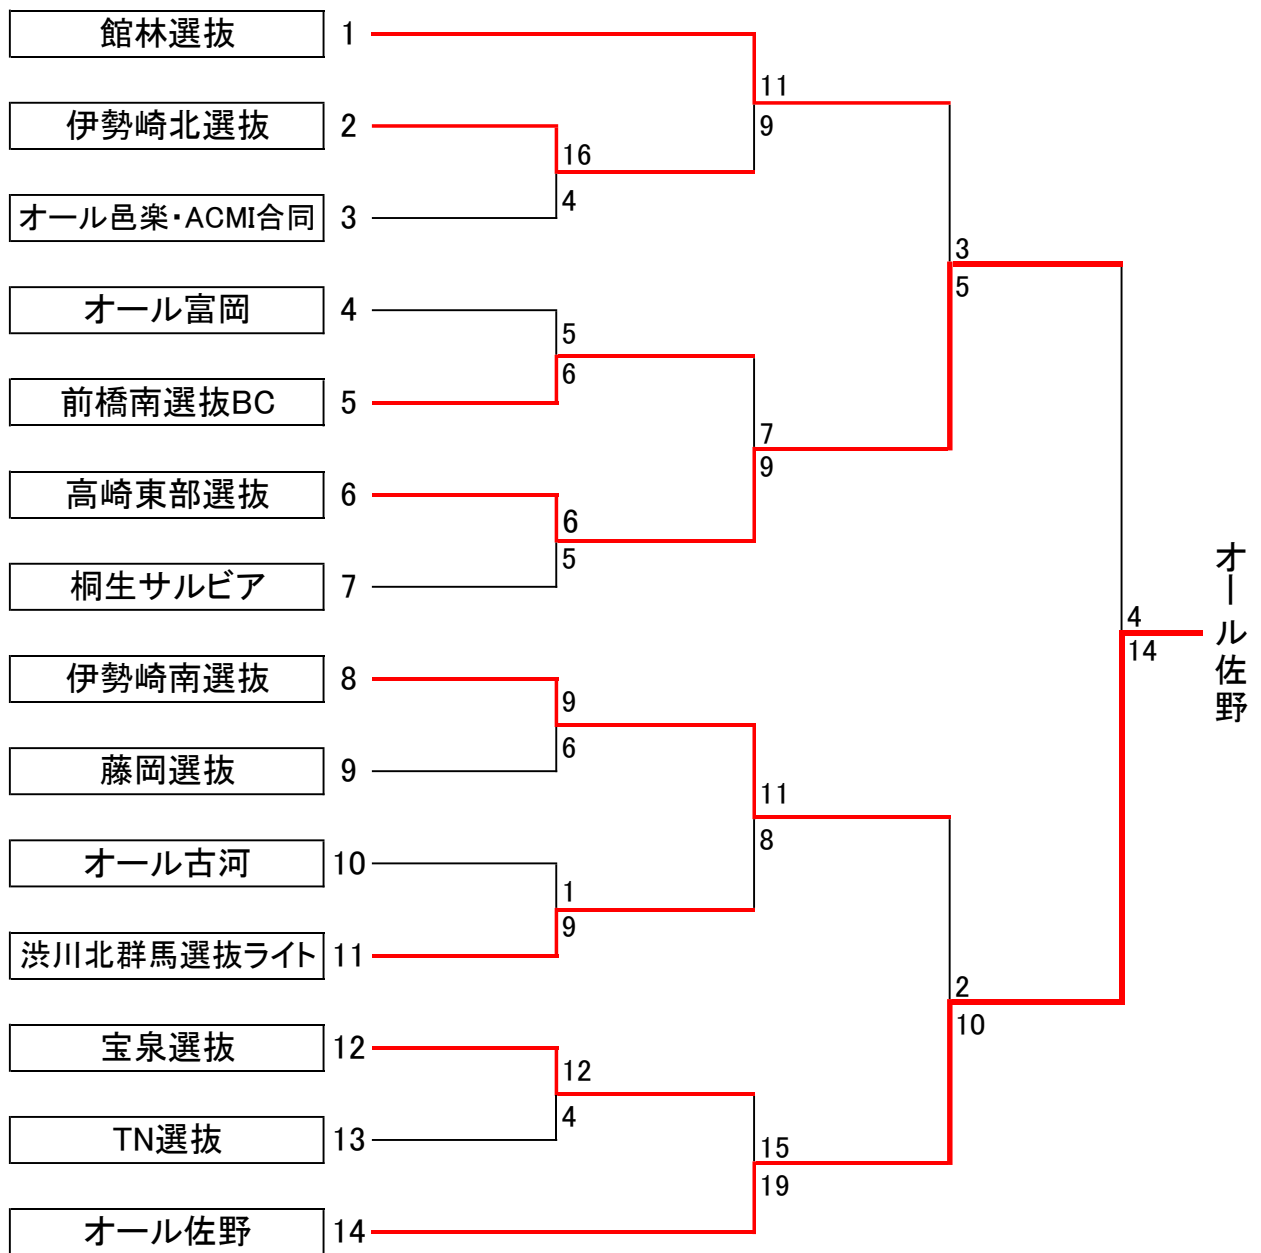 館林選抜 1
伊勢崎北選抜 2
オール邑楽・ACMI合同 3
オール富岡 4
前橋南選抜BC 5
高崎東部選抜 6
桐生サルビア 7
伊勢崎南選抜 8
藤岡選抜 9
オール古河 10
渋川北群馬選抜ライト 11
宝泉選抜 12
TN選抜 13
オール佐野 14
16
4
5
6
6
5
9
6
1
9
12
4
11
9
7
9
11
8
15
19
3
5
2
10
4
14
オール佐野